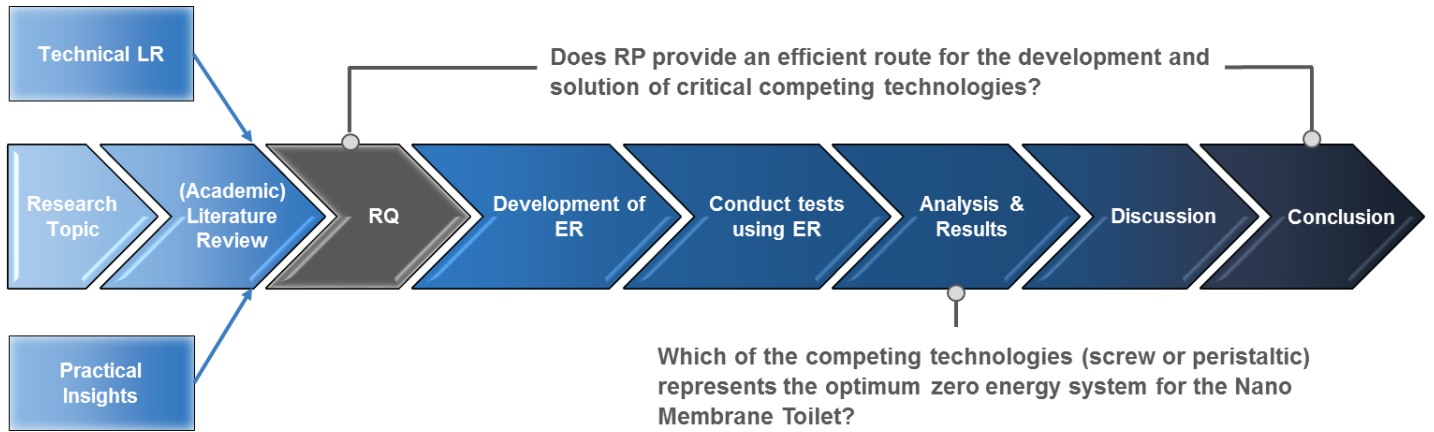 Technical LR
Does RP provide an efficient route for the development and
solution of critical competing technologies?
Research
Topic
(Academic)
Literature
Review
RQ
Development of
ER
Conduct tests
using ER
Analysis &
Results
Discussion
Conclusion
Practical
Insights
Which of the competing technologies (screw or peristaltic)
represents the optimum zero energy system for the Nano
Membrane Toilet?